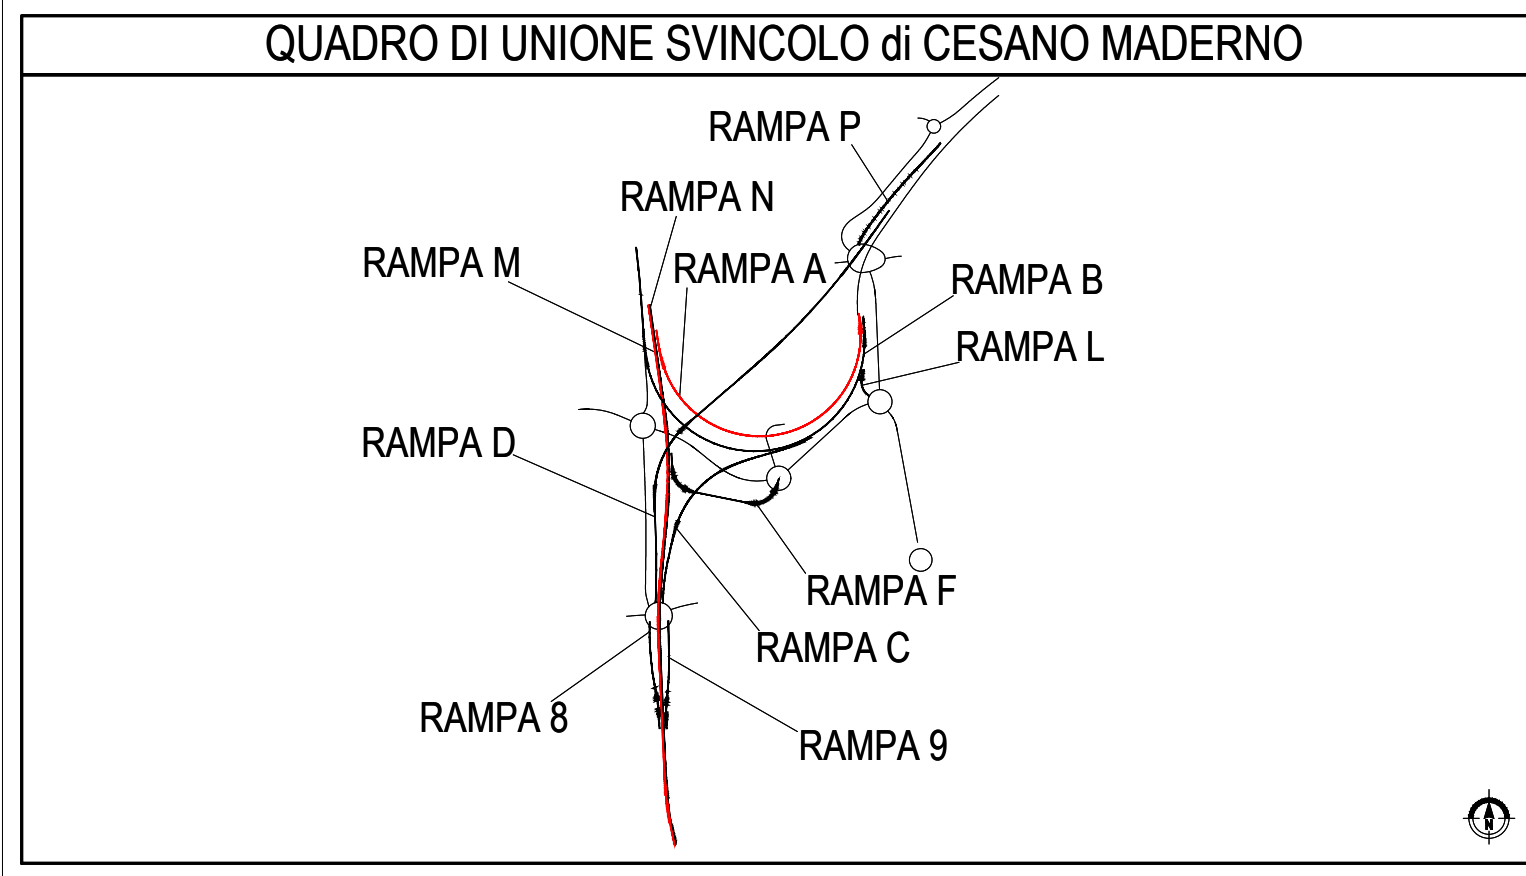 QUADRO DI UNIONE SVINCOLO di CESANO MADERNO
RAMPA P
RAMPA N
RAMPA M
RAMPA A
RAMPA B
RAMPA L
RAMPA D
RAMPA F
RAMPA C
RAMPA 8
RAMPA 9
N